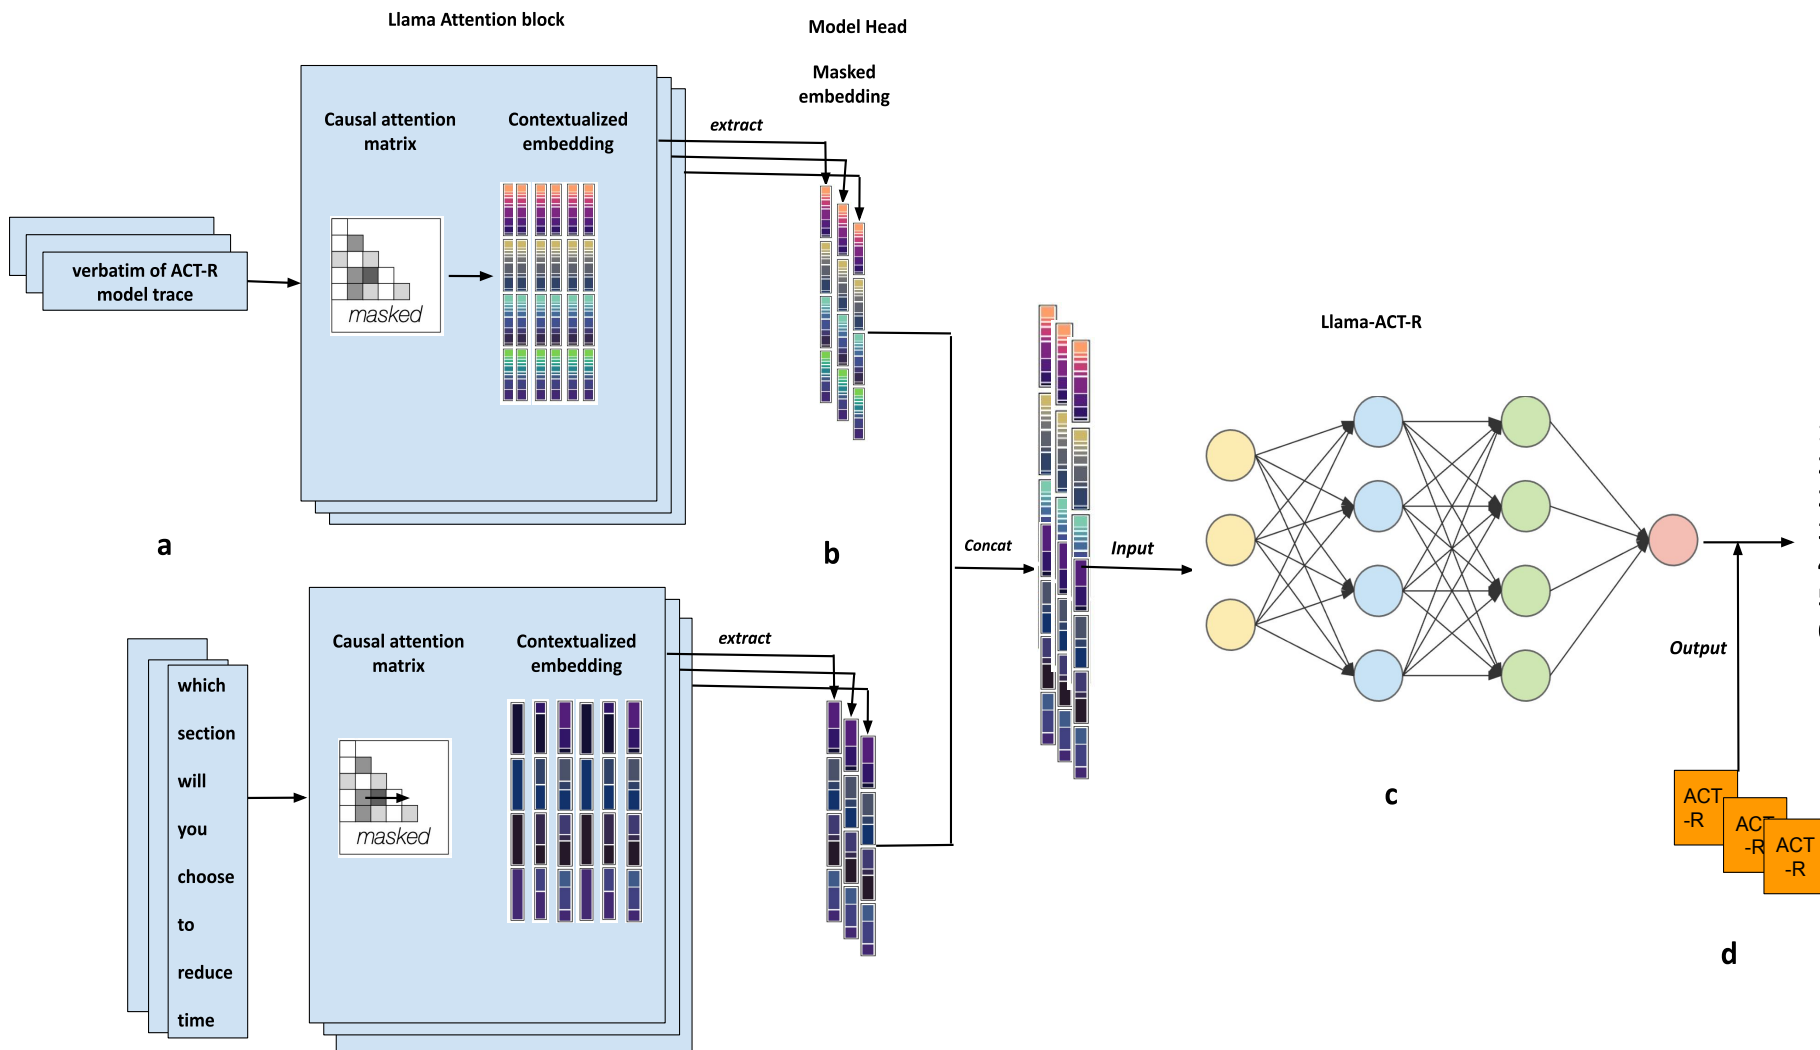 Llama Attention block
Model Head
Masked
embedding
Causal attention
matrix
Contextualized
embedding
extract
masked
verbatim of ACT-R
model trace
a
b
Llama-ACT-R
Concat
Input
Output
c
ACT
-R
ACT
-R
ACT
-R
d
Causal attention
matrix
Contextualized
embedding
extract
masked
which
section
will
you
choose
to
reduce
time